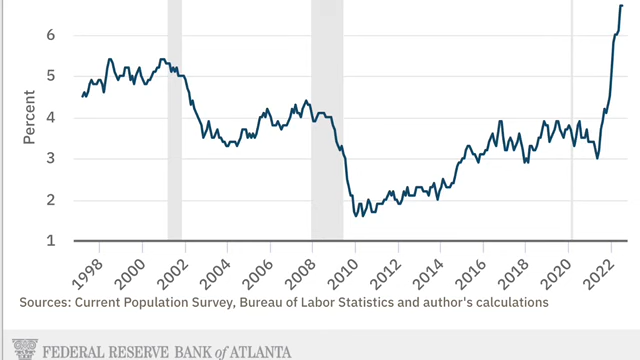 6
5
4
3
2
1
Percent
1998 2000 2002 2004 2006 2008 2010 2012 2014 2016 2018 2020 2022
Sources: Current Population Survey, Bureau of Labor Statistics and author's calculations
FEDERAL RESERVE BANK of ATLANTA